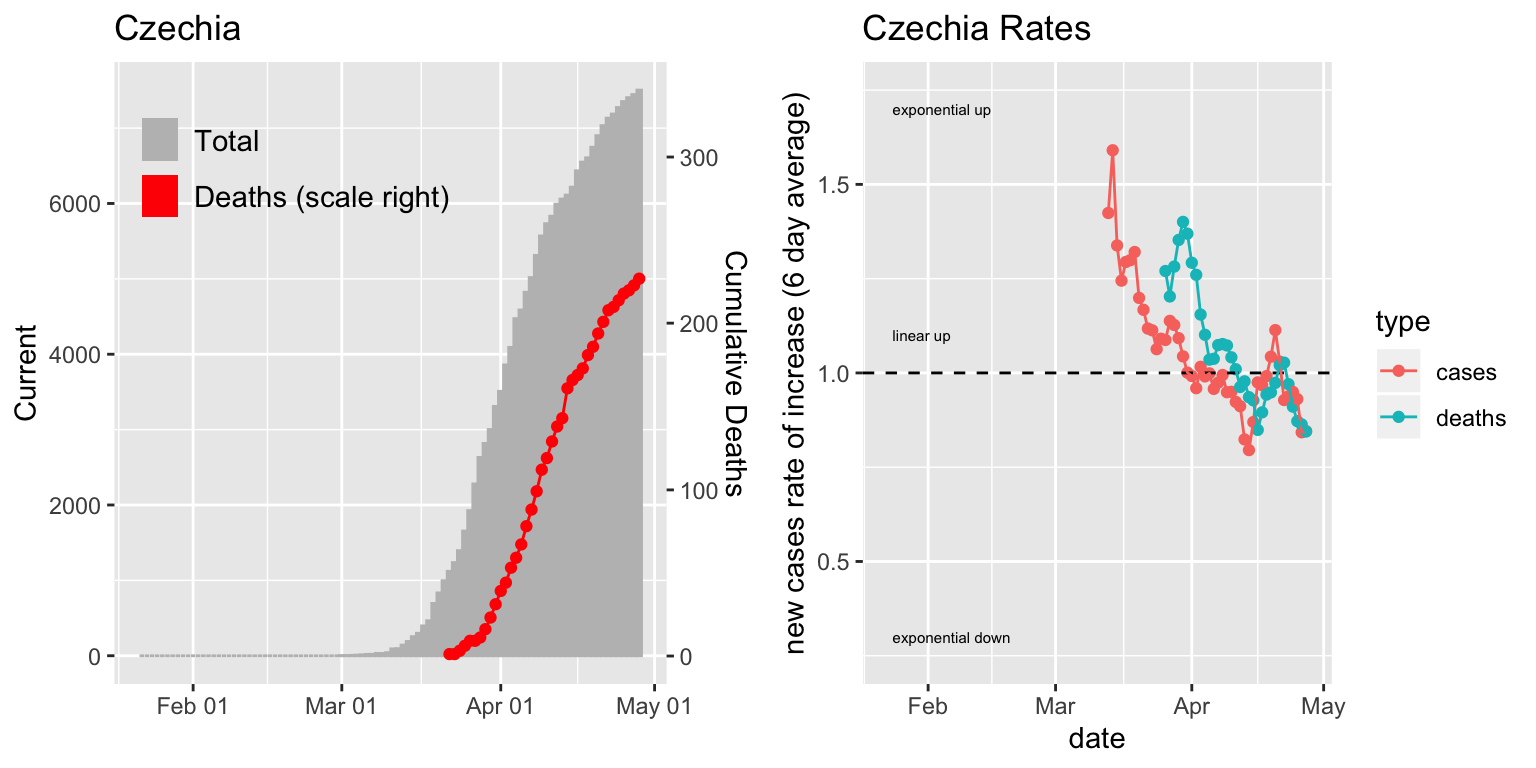 Czechia
Total
Deaths (scale right)
Current
6000
4000
2000
0
Feb 01
Mar 01
Apr 01
May 01
300
200
100
0
Cumulative Deaths
Czechia Rates
new cases rate of increase (6 day average)
1.5
1.0
0.5
exponential up
linear up
exponential down
Feb
Mar
Apr
May
date
type
cases
deaths